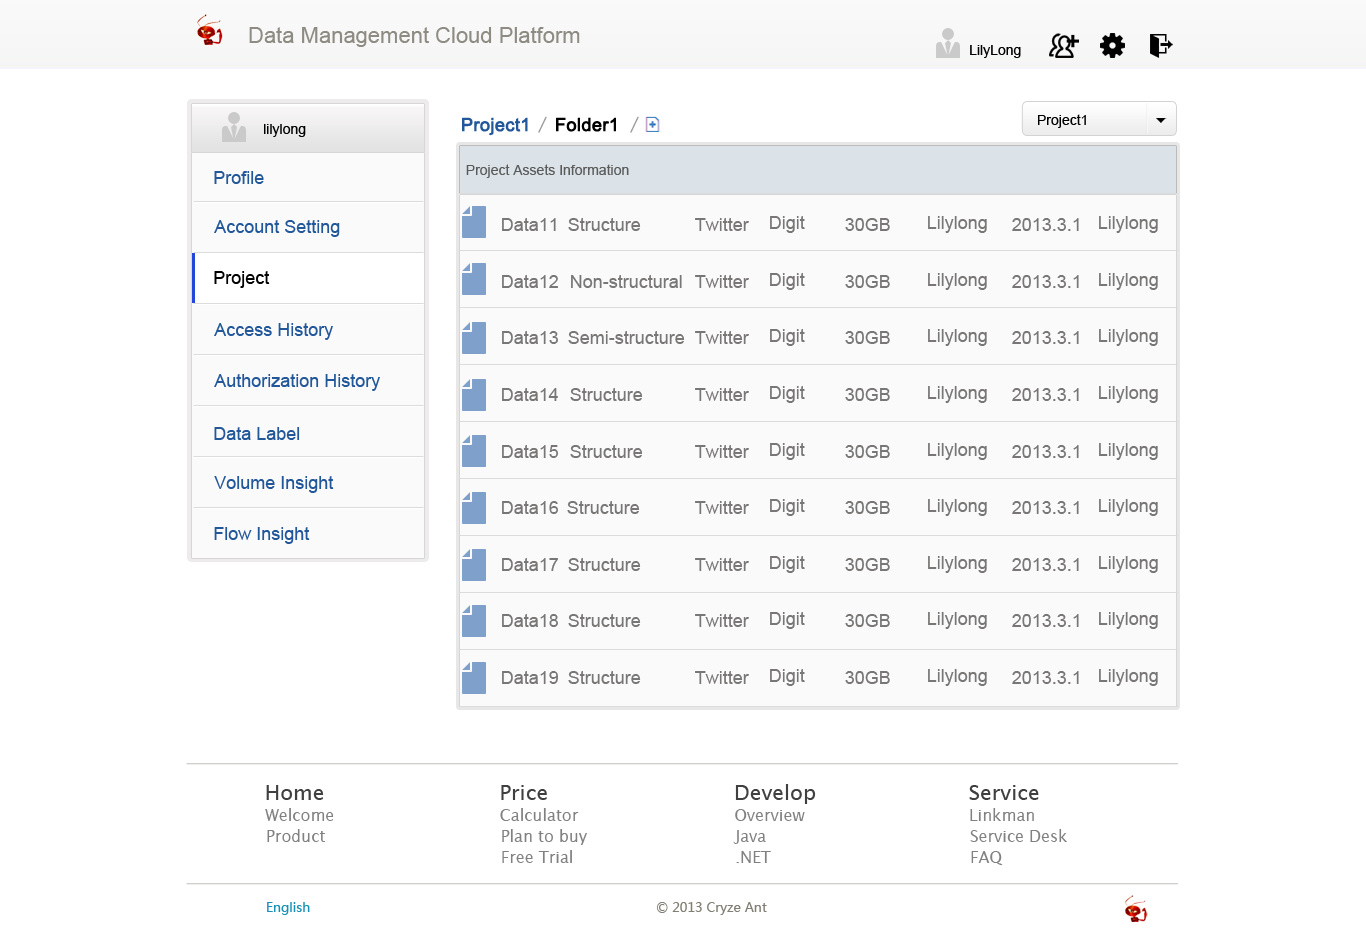 Data Management Cloud Platform
LilyLong
lilylong
Profile
Account Setting
Project
Access History
Authorization History
Data Label
Volume Insight
Flow Insight
Project1 / Folder1 /
Project1
Project Assets Information
Data11 Structure Twitter Digit 30GB Lilylong 2013.3.1 Lilylong
Data12 Non-structural Twitter Digit 30GB Lilylong 2013.3.1 Lilylong
Data13 Semi-structure Twitter Digit 30GB Lilylong 2013.3.1 Lilylong
Data14 Structure Twitter Digit 30GB Lilylong 2013.3.1 Lilylong
Data15 Structure Twitter Digit 30GB Lilylong 2013.3.1 Lilylong
Data16 Structure Twitter Digit 30GB Lilylong 2013.3.1 Lilylong
Data17 Structure Twitter Digit 30GB Lilylong 2013.3.1 Lilylong
Data18 Structure Twitter Digit 30GB Lilylong 2013.3.1 Lilylong
Data19 Structure Twitter Digit 30GB Lilylong 2013.3.1 Lilylong
Home
Welcome
Product
Price
Calculator
Plan to buy
Free Trial
Develop
Overview
Java
.NET
Service
Linkman
Service Desk
FAQ
English
© 2013 Cryze Ant